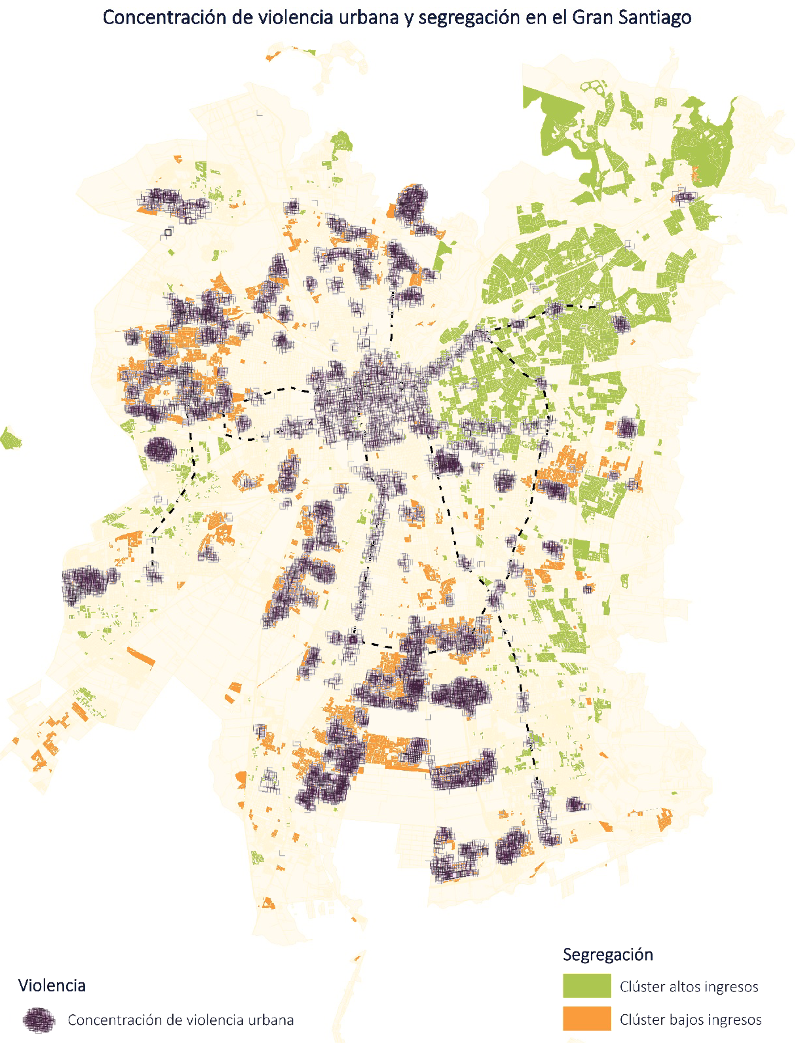 Concentración de violencia urbana y segregación en el Gran Santiago
Segregación
Violencia
Clúster altos ingresos
Concentración de violencia urbana
Clúster bajos ingresos